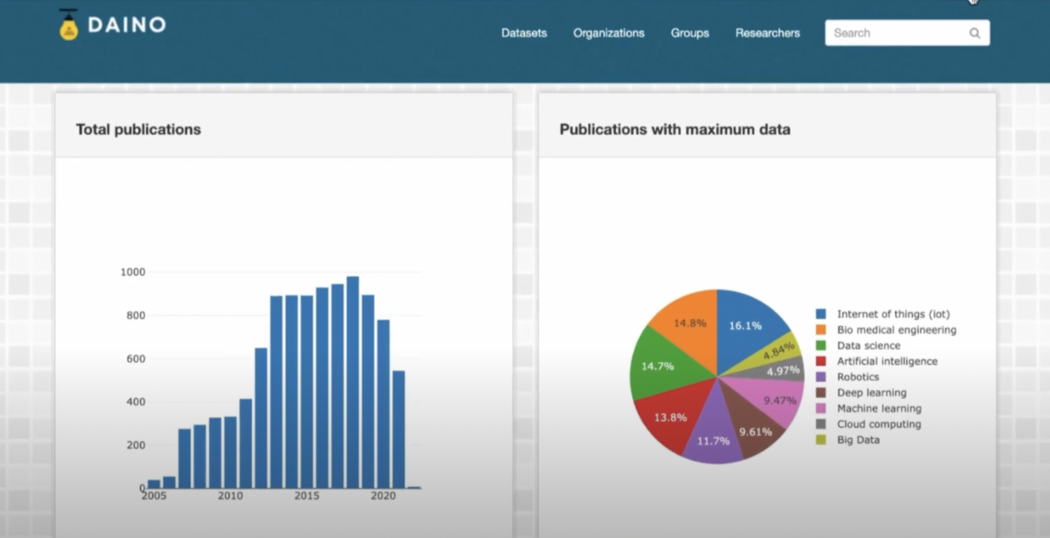 DAINO
Datasets Organizations Groups Researchers Search
Total publications
1000
800
600
400
200
0
2005 2010 2015 2020
Publications with maximum data
14.8% 16.1%
4.84%
14.7% 4.97%
9.47%
13.8%
9.61%
11.7%
Internet of things (iot)
Bio medical engineering
Data science
Artificial intelligence
Robotics
Deep learning
Machine learning
Cloud computing
Big Data